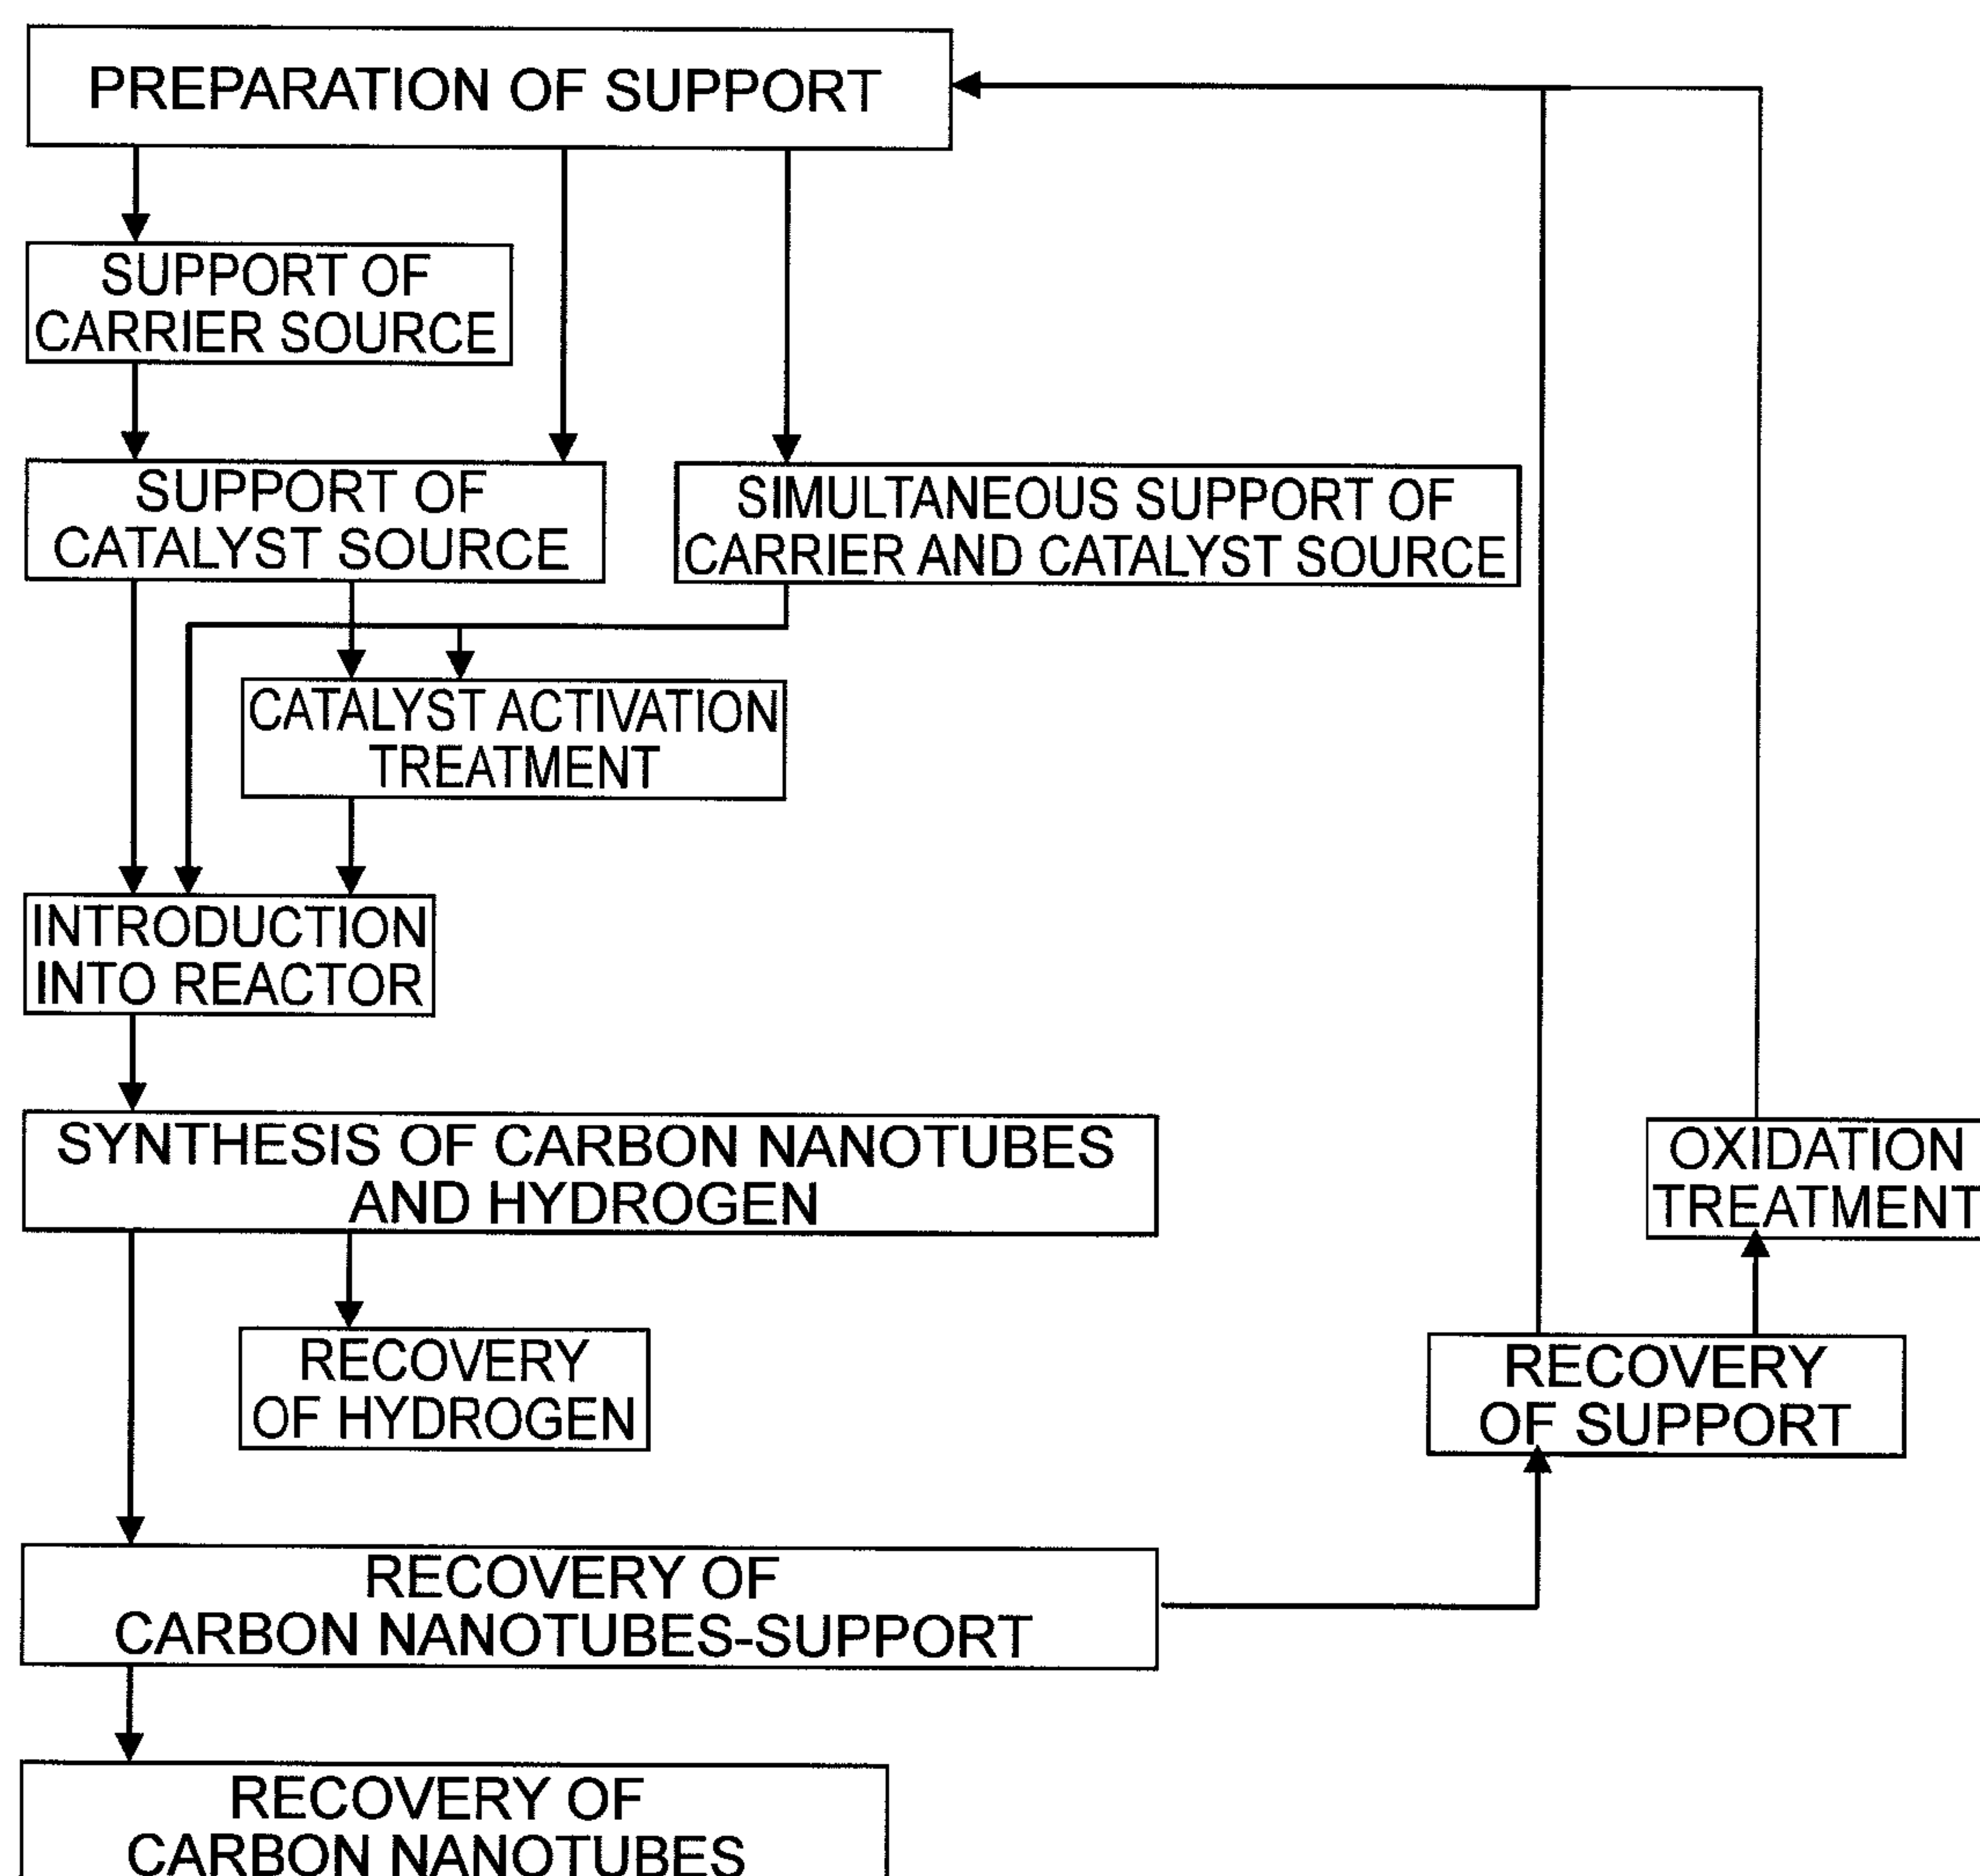 PREPARATION OF SUPPORT
SUPPORT OF
CARRIER SOURCE
SUPPORT OF
CATALYST SOURCE
SIMULTANEOUS SUPPORT OF
CARRIER AND CATALYST SOURCE
CATALYST ACTIVATION
TREATMENT
INTRODUCTION
INTO REACTOR
SYNTHESIS OF CARBON NANOTUBES
AND HYDROGEN
OXIDATION
TREATMENT
RECOVERY
OF HYDROGEN
RECOVERY
OF SUPPORT
RECOVERY OF
CARBON NANOTUBES-SUPPORT
RECOVERY OF
CARBON NANOTUBES